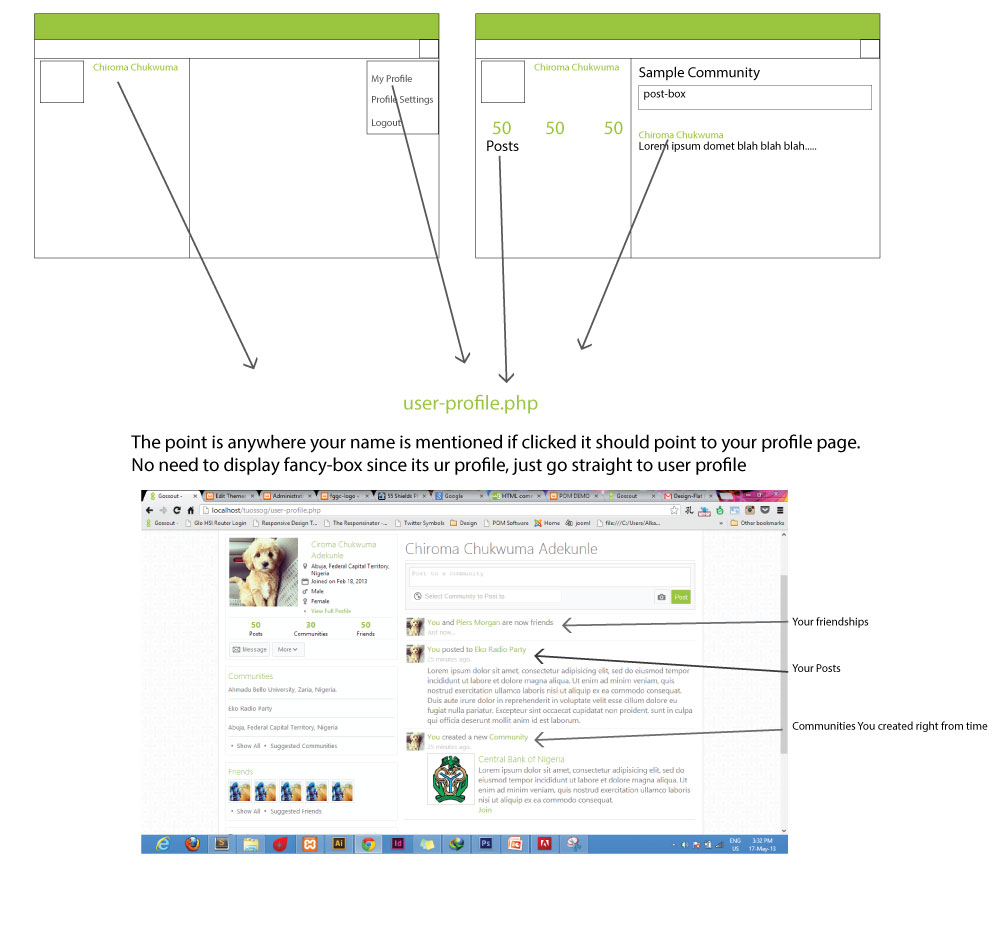 Chiroma Chukwuma
My Profile
Profile Settings
Logout
Chiroma Chukwuma
50
50
50
Posts
Sample Community
post-box
Chiroma Chukwuma
Lorem ipsum domet blah blah blah.....
user-profile.php
The point is anywhere your name is mentioned if clicked it should point to your profile page.
No need to display fancy-box since its ur profile, just go straight to user profile
Gossout -
Edit Theme
Administra
fggc-logo -
55 Shields F
Google
HTML com
POM DEMO
Gossout
Design-Flat
localhost/tuossog/user-profile.php
Gossout -
Glo HSI Router Login
Responsive Design T...
The Responsinator -...
Twitter Symbols
Design
POM Software
Home
jooml
file:///C:/Users/Alka...
»
Other bookmarks
Ciroma Chukwuma
Adekunle
Abuja, Federal Capital Territory,
Nigeria
Joined on Feb 18, 2013
Male
Female
• View Full Profile
50
30
50
Posts
Communities
Friends
Message
More
Communities
Ahmadu Bello University, Zaria, Nigeria.
Eko Radio Party
Abuja, Federal Capital Territory, Nigeria
• Show All • Suggested Communities
Friends
• Show All • Suggested Friends
Chiroma Chukwuma Adekunle
Post to a community
Select Community to Post to
Post
You and Piers Morgan are now friends
Just now...
Your friendships
You posted to Eko Radio Party
25 minutes ago.
Your Posts
Lorem ipsum dolor sit amet, consectetur adipisicing elit, sed do eiusmod tempor
incididunt ut labore et dolore magna aliqua. Ut enim ad minim veniam, quis
nostrud exercitation ullamco laboris nisi ut aliquip ex ea commodo consequat.
Duis aute irure dolor in reprehenderit in voluptate velit esse cillum dolore eu
fugiat nulla pariatur. Excepteur sint occaecat cupidatat non proident, sunt in culpa
qui officia deserunt mollit anim id est laborum.
You created a new Community
25 minutes ago.
Communities You created right from time
Central Bank of Nigeria
Lorem ipsum dolor sit amet, consectetur adipisicing elit, sed do
eiusmod tempor incididunt ut labore et dolore magna aliqua. Ut
enim ad minim veniam, quis nostrud exercitation ullamco laboris
nisi ut aliquip ex ea commodo consequat.
Join
ENG
US
3:32 PM
17-May-13